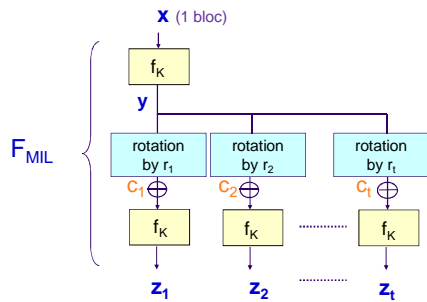 x (1 bloc)
f_K
y
F_MIL
rotation by r_1
rotation by r_2
rotation by r_t
c_1
c_2
c_t
f_K
f_K
f_K
z_1
z_2
z_t